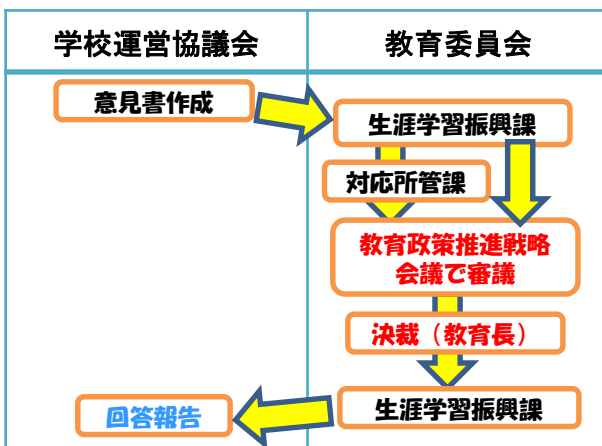 学校運営協議会
教育委員会
意見書作成
生涯学習振興課
対応所管課
教育政策推進戦略
会議で審議
決裁（教育長）
生涯学習振興課
回答報告